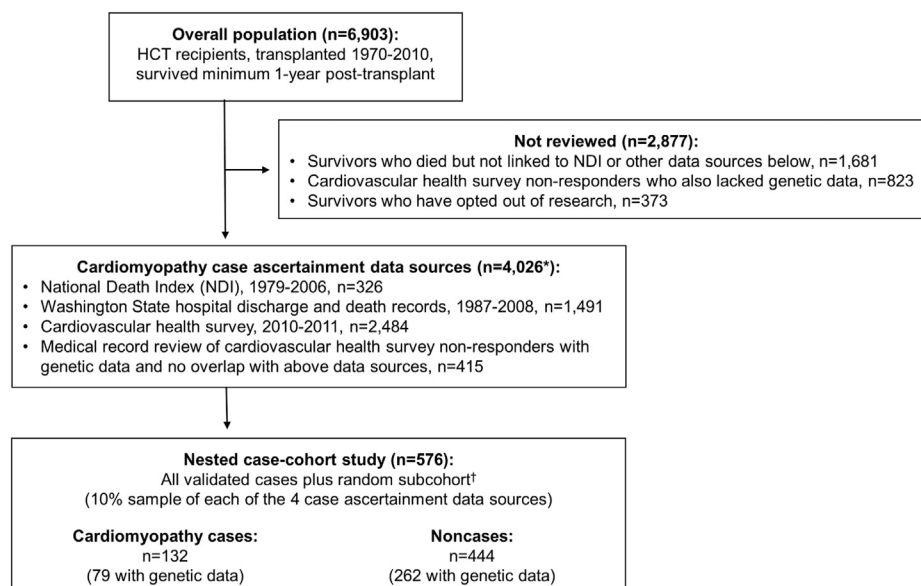 Overall population (n=6,903):
HCT recipients, transplanted 1970-2010,
survived minimum 1-year post-transplant
Not reviewed (n=2,877):
• Survivors who died but not linked to NDI or other data sources below, n=1,681
• Cardiovascular health survey non-responders who also lacked genetic data, n=823
• Survivors who have opted out of research, n=373
Cardiomyopathy case ascertainment data sources (n=4,026*):
• National Death Index (NDI), 1979-2006, n=326
• Washington State hospital discharge and death records, 1987-2008, n=1,491
• Cardiovascular health survey, 2010-2011, n=2,484
• Medical record review of cardiovascular health survey non-responders with
genetic data and no overlap with above data sources, n=415
Nested case-cohort study (n=576):
All validated cases plus random subcohort†
(10% sample of each of the 4 case ascertainment data sources)
Cardiomyopathy cases:
n=132
(79 with genetic data)
Noncases:
n=444
(262 with genetic data)